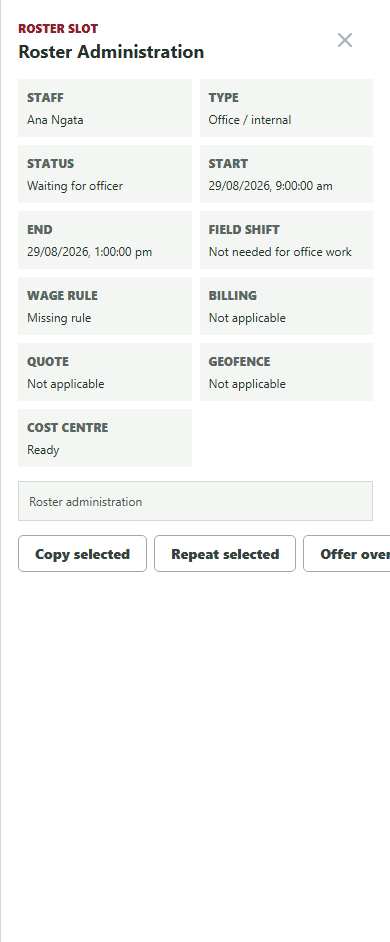 ROSTER SLOT
Roster Administration
STAFF
Ana Ngata
TYPE
Office / internal
STATUS
Waiting for officer
START
29/08/2026, 9:00:00 am
END
29/08/2026, 1:00:00 pm
FIELD SHIFT
Not needed for office work
WAGE RULE
Missing rule
BILLING
Not applicable
QUOTE
Not applicable
GEOFENCE
Not applicable
COST CENTRE
Ready
Roster administration
Copy selected
Repeat selected
Offer over